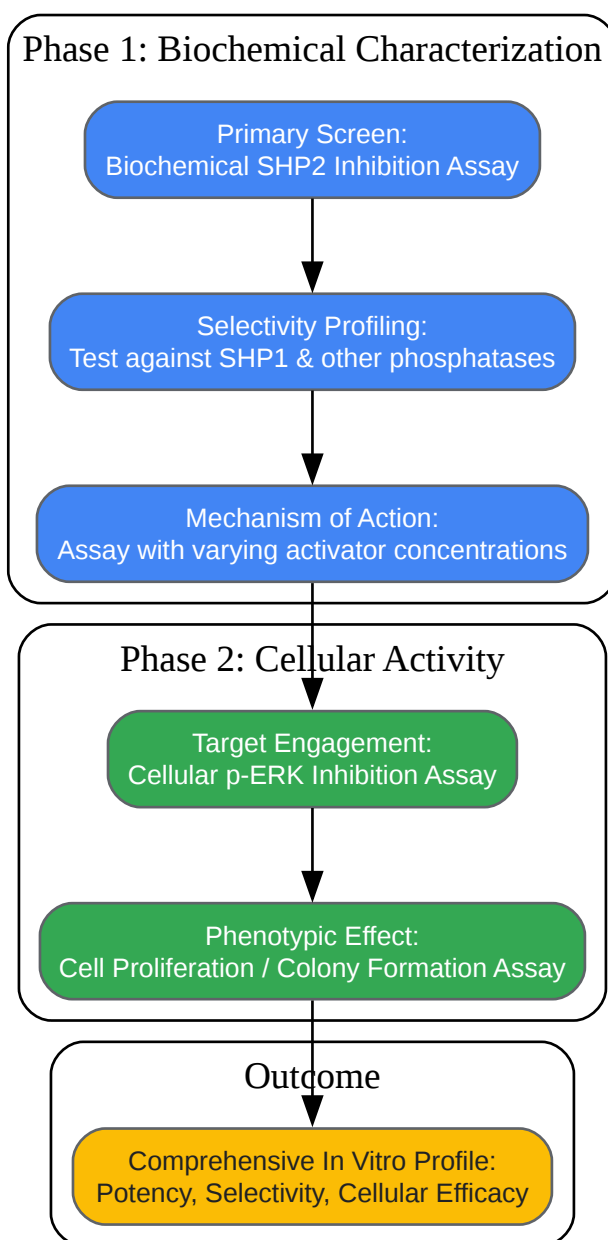 Phase 1: Biochemical Characterization
Primary Screen:
Biochemical SHP2 Inhibition Assay
Selectivity Profiling:
Test against SHP1 & other phosphatases
Mechanism of Action:
Assay with varying activator concentrations
Phase 2: Cellular Activity
Target Engagement:
Cellular p-ERK Inhibition Assay
Phenotypic Effect:
Cell Proliferation / Colony Formation Assay
Outcome
Comprehensive In Vitro Profile:
Potency, Selectivity, Cellular Efficacy